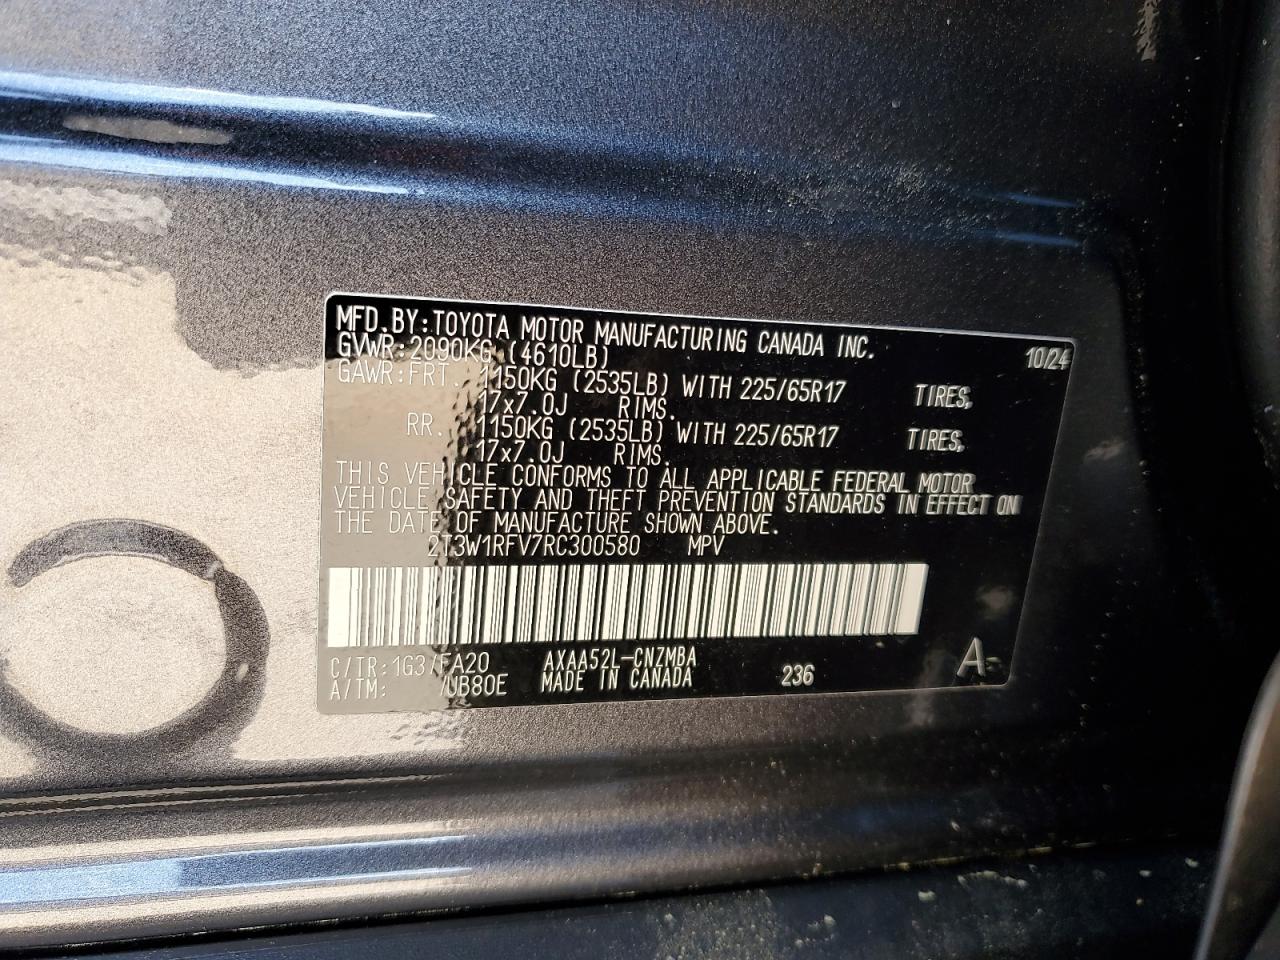 MFD.BY:TOYOTA MOTOR MANUFACTURING CANADA INC.
GVWR:2090KG (4610LB) 10/24
GAWR:FRT. 1150KG (2535LB) WITH 225/65R17 TIRES,
17x7.0J RIMS.
RR. 1150KG (2535LB) WITH 225/65R17 TIRES,
17x7.0J RIMS.
THIS VEHICLE CONFORMS TO ALL APPLICABLE FEDERAL MOTOR
VEHICLE SAFETY AND THEFT PREVENTION STANDARDS IN EFFECT ON
THE DATE OF MANUFACTURE SHOWN ABOVE.
2T3W1RFV7RC300580 MPV
C/TR:1G3/FA20 AXAA52L-CNZMBA 236 A
A/TM: /UB80E MADE IN CANADA